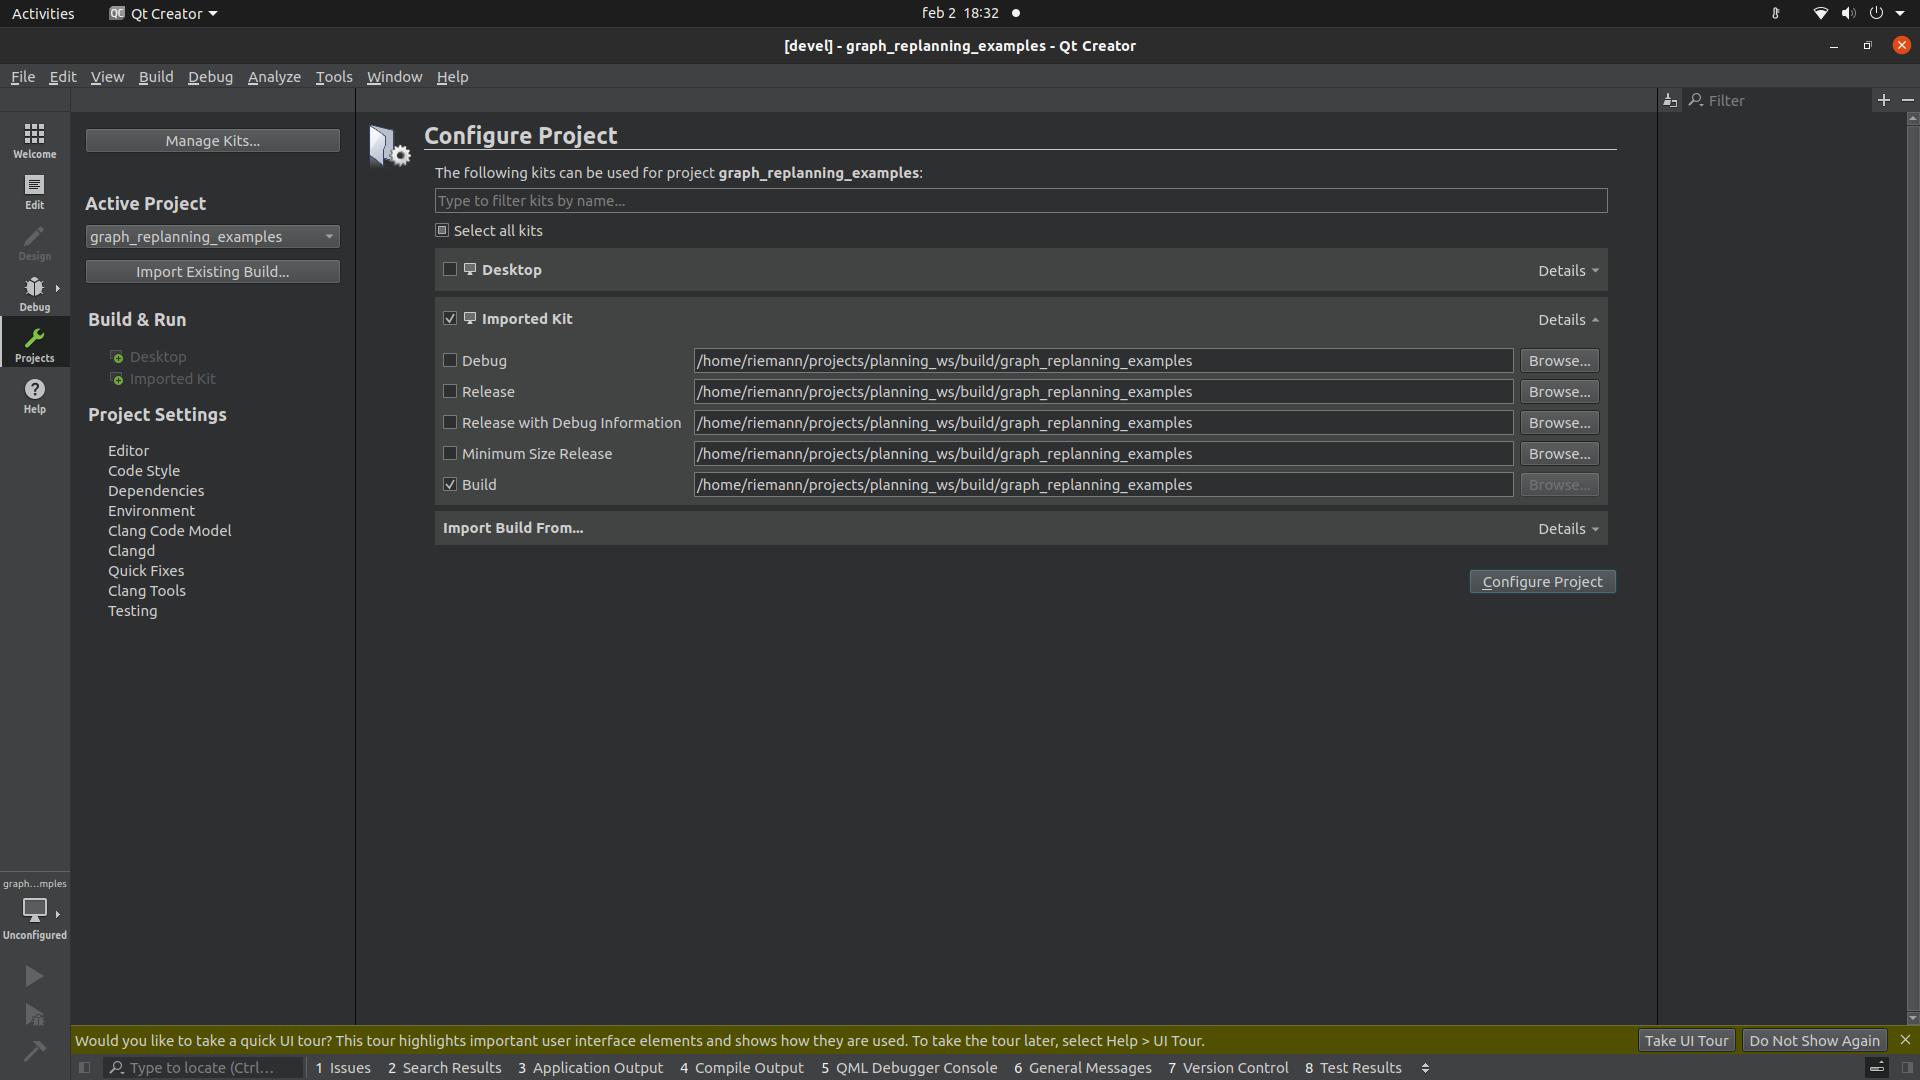 Activities
Qt Creator
feb 2 18:32
[devel] - graph_replanning_examples - Qt Creator
File Edit View Build Debug Analyze Tools Window Help
Filter
Welcome
Edit
Design
Debug
Projects
Help
Manage Kits...
Active Project
graph_replanning_examples
Import Existing Build...
Build & Run
Desktop
Imported Kit
Project Settings
Editor
Code Style
Dependencies
Environment
Clang Code Model
Clangd
Quick Fixes
Clang Tools
Testing
Configure Project
The following kits can be used for project graph_replanning_examples:
Type to filter kits by name...
Select all kits
Desktop Details
Imported Kit Details
Debug /home/riemann/projects/planning_ws/build/graph_replanning_examples Browse...
Release /home/riemann/projects/planning_ws/build/graph_replanning_examples Browse...
Release with Debug Information /home/riemann/projects/planning_ws/build/graph_replanning_examples Browse...
Minimum Size Release /home/riemann/projects/planning_ws/build/graph_replanning_examples Browse...
Build /home/riemann/projects/planning_ws/build/graph_replanning_examples Browse...
Import Build From... Details
Configure Project
graph...mples
Unconfigured
Would you like to take a quick UI tour? This tour highlights important user interface elements and shows how they are used. To take the tour later, select Help > UI Tour. Take UI Tour Do Not Show Again
Type to locate (Ctrl... 1 Issues 2 Search Results 3 Application Output 4 Compile Output 5 QML Debugger Console 6 General Messages 7 Version Control 8 Test Results